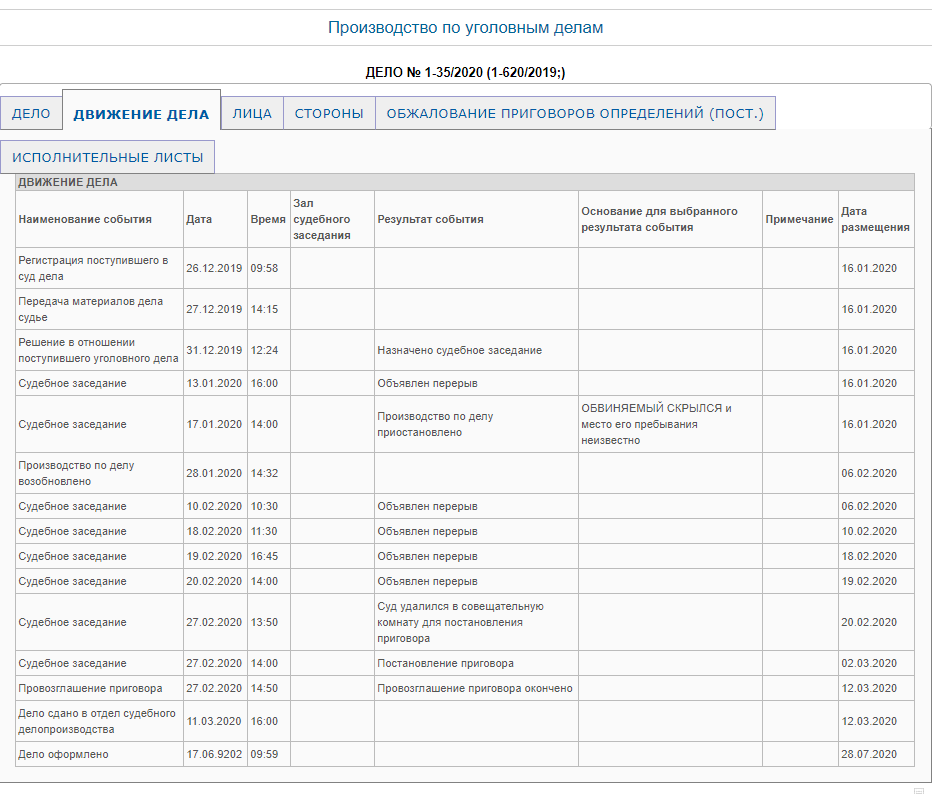 Производство по уголовным делам
ДЕЛО № 1-35/2020 (1-620/2019;)
ДЕЛО ДВИЖЕНИЕ ДЕЛА ЛИЦА СТОРОНЫ ОБЖАЛОВАНИЕ ПРИГОВОРОВ ОПРЕДЕЛЕНИЙ (ПОСТ.)
ИСПОЛНИТЕЛЬНЫЕ ЛИСТЫ
ДВИЖЕНИЕ ДЕЛА
Наименование события Дата Время Зал
судебного
заседания Результат события Основание для выбранного
результата события Примечание Дата
размещения
Регистрация поступившего в
суд дела 26.12.2019 09:58 16.01.2020
Передача материалов дела
судье 27.12.2019 14:15 16.01.2020
Решение в отношении
поступившего уголовного дела 31.12.2019 12:24 Назначено судебное заседание 16.01.2020
Судебное заседание 13.01.2020 16:00 Объявлен перерыв 16.01.2020
Судебное заседание 17.01.2020 14:00 Производство по делу
приостановлено ОБВИНЯЕМЫЙ СКРЫЛСЯ и
место его пребывания
неизвестно 16.01.2020
Производство по делу
возобновлено 28.01.2020 14:32 06.02.2020
Судебное заседание 10.02.2020 10:30 Объявлен перерыв 06.02.2020
Судебное заседание 18.02.2020 11:30 Объявлен перерыв 10.02.2020
Судебное заседание 19.02.2020 16:45 Объявлен перерыв 18.02.2020
Судебное заседание 20.02.2020 14:00 Объявлен перерыв 19.02.2020
Судебное заседание 27.02.2020 13:50 Суд удалился в совещательную
комнату для постановления
приговора 20.02.2020
Судебное заседание 27.02.2020 14:00 Постановление приговора 02.03.2020
Провозглашение приговора 27.02.2020 14:50 Провозглашение приговора окончено 12.03.2020
Дело сдано в отдел судебного
делопроизводства 11.03.2020 16:00 12.03.2020
Дело оформлено 17.06.9202 09:59 28.07.2020